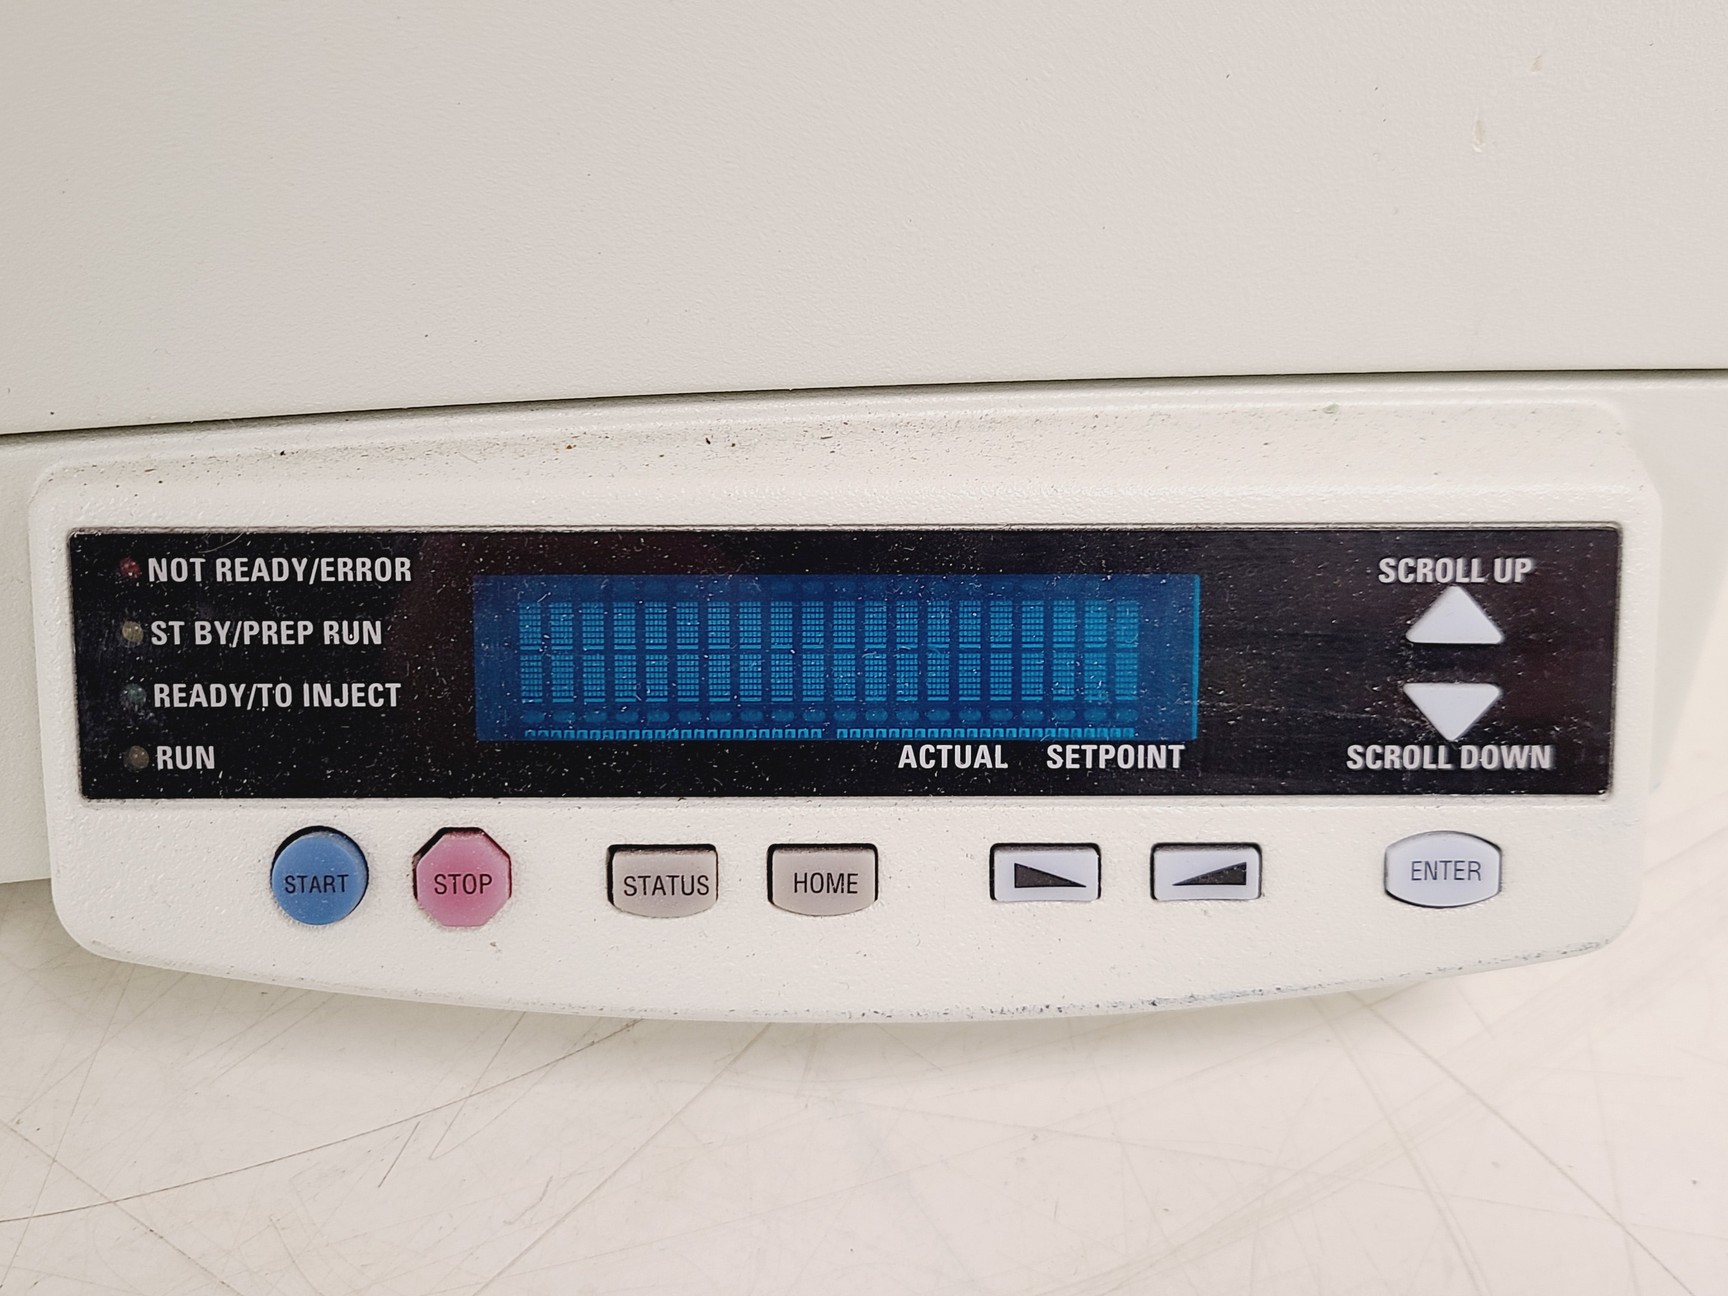 NOT READY/ERROR
ST BY/PREP RUN
READY/TO INJECT
RUN
ACTUAL SETPOINT
SCROLL UP
SCROLL DOWN
START STOP STATUS HOME ENTER